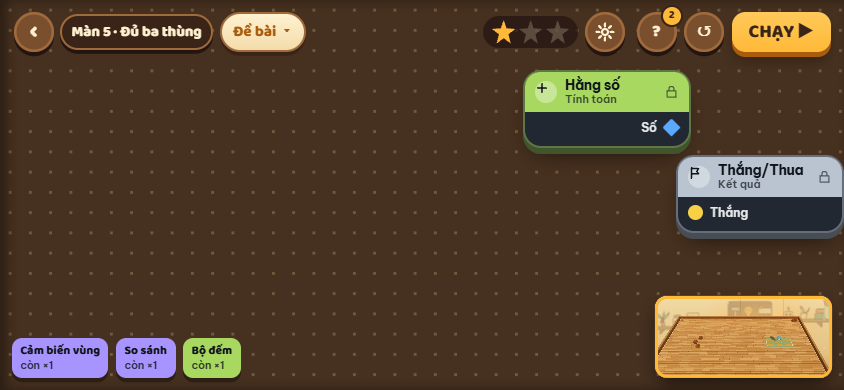 Màn 5 · Đủ ba thùng
Đề bài
?
2
CHẠY
Hằng số
Tính toán
Số
Thắng/Thua
Kết quả
Thắng
Cảm biến vùng
còn ×1
So sánh
còn ×1
Bộ đếm
còn ×1